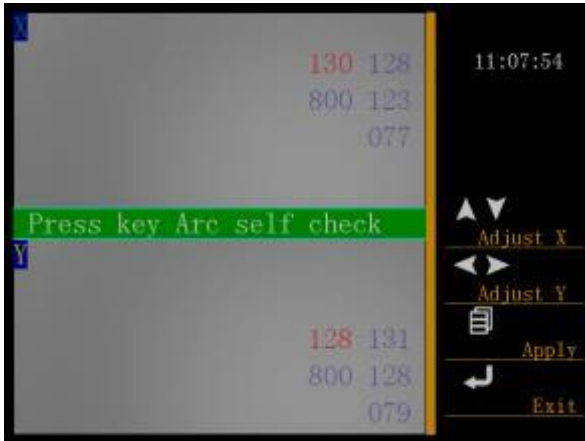 X
130 128
800 123
077
11:07:54
Press key Arc self check
Y
128 131
800 128
079
Adjust X
Adjust Y
Apply
Exit